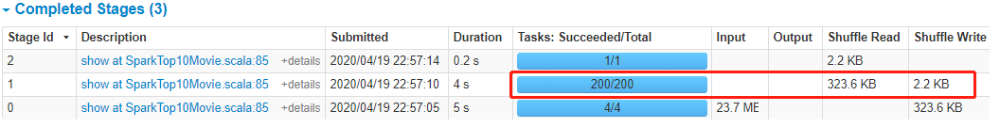 Completed Stages (3)
Stage Id Description Submitted Duration Tasks: Succeeded/Total Input Output Shuffle Read Shuffle Write
2 show at SparkTop10Movie.scala:85 +details 2020/04/19 22:57:14 0.2 s 1/1 2.2 KB
1 show at SparkTop10Movie.scala:85 +details 2020/04/19 22:57:10 4 s 200/200 323.6 KB 2.2 KB
0 show at SparkTop10Movie.scala:85 +details 2020/04/19 22:57:05 5 s 4/4 23.7 ME 323.6 KB